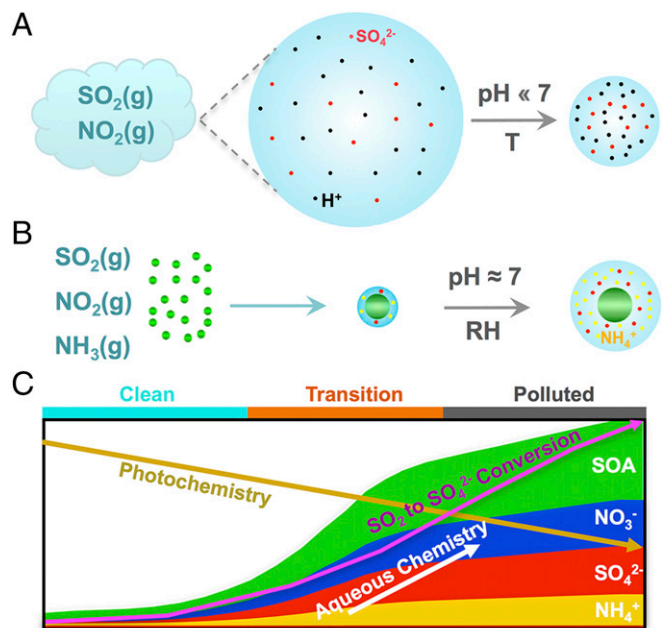 A
SO₂(g)
NO₂(g)
SO₄²⁻
H⁺
pH « 7
T
B
SO₂(g)
NO₂(g)
NH₃(g)
pH ≈ 7
RH
NH₄⁺
C
Clean Transition Polluted
Photochemistry
SO₂ to SO₄²⁻ Conversion
Aqueous Chemistry
SOA
NO₃⁻
SO₄²⁻
NH₄⁺